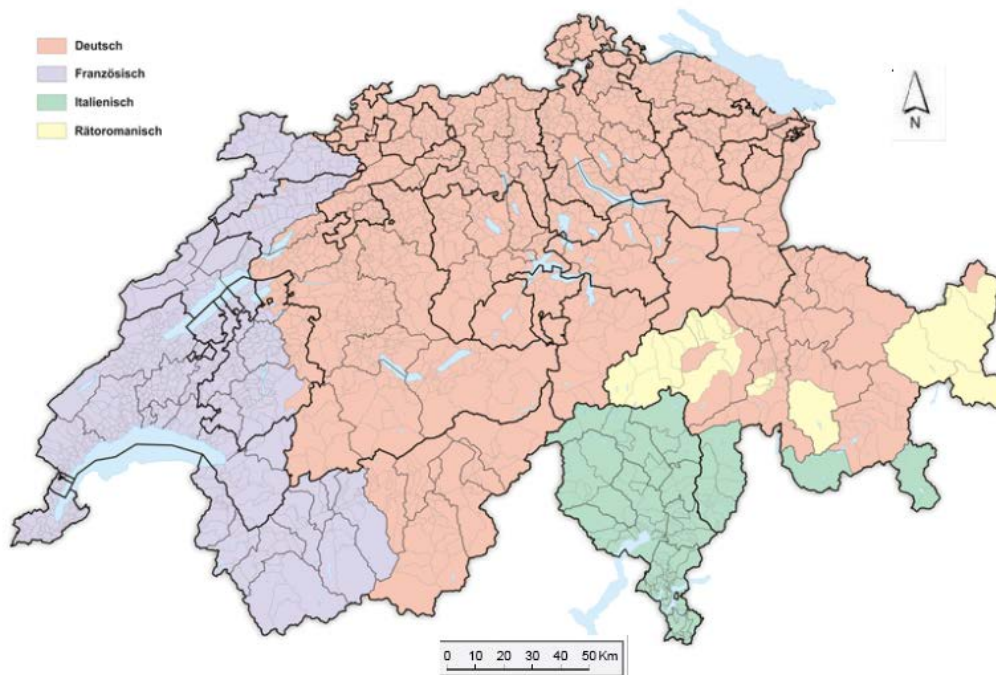 Deutsch
Französisch
Italienisch
Rätoromanisch
N
0 10 20 30 40 50 Km